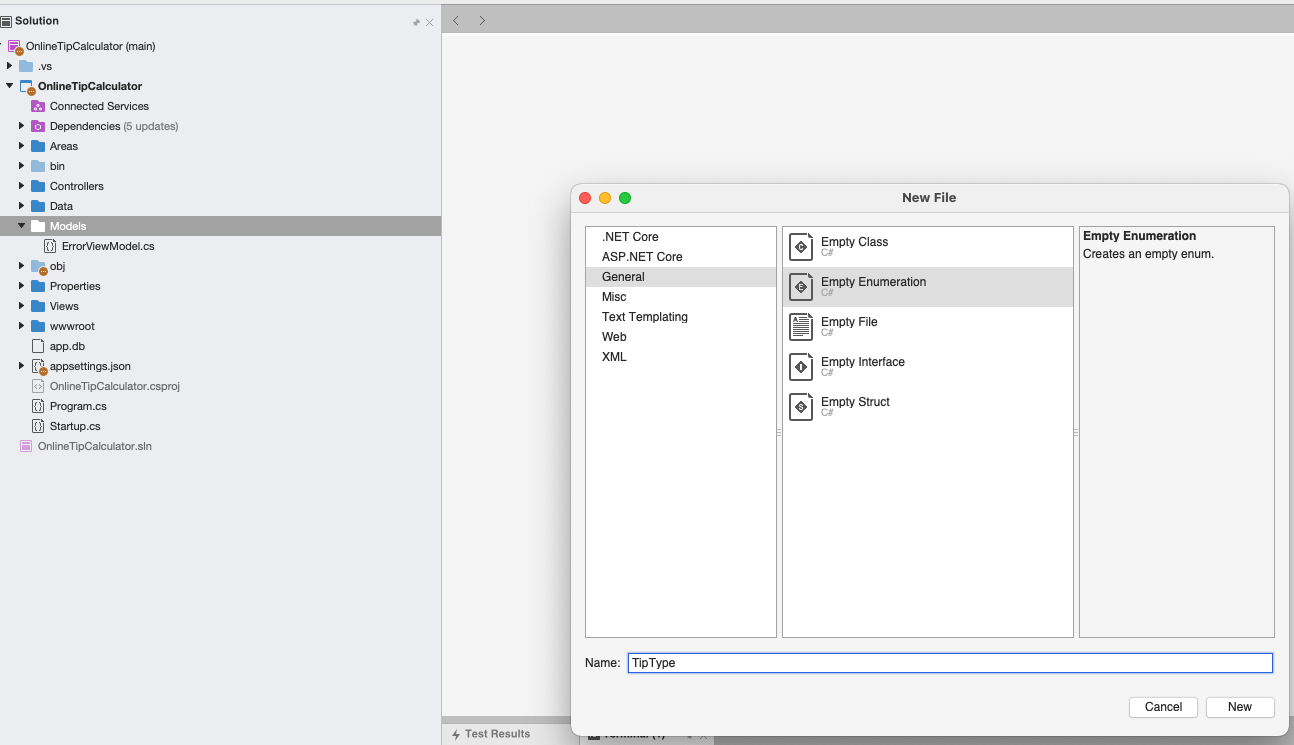 Solution
OnlineTipCalculator (main)
.vs
OnlineTipCalculator
Connected Services
Dependencies (5 updates)
Areas
bin
Controllers
Data
Models
ErrorViewModel.cs
obj
Properties
Views
wwwroot
app.db
appsettings.json
OnlineTipCalculator.csproj
Program.cs
Startup.cs
OnlineTipCalculator.sln
New File
.NET Core
ASP.NET Core
General
Misc
Text Templating
Web
XML
Empty Class
C#
Empty Enumeration
C#
Empty File
C#
Empty Interface
C#
Empty Struct
C#
Empty Enumeration
Creates an empty enum.
Name: TipType
Cancel New
Test Results
Terminal (1)